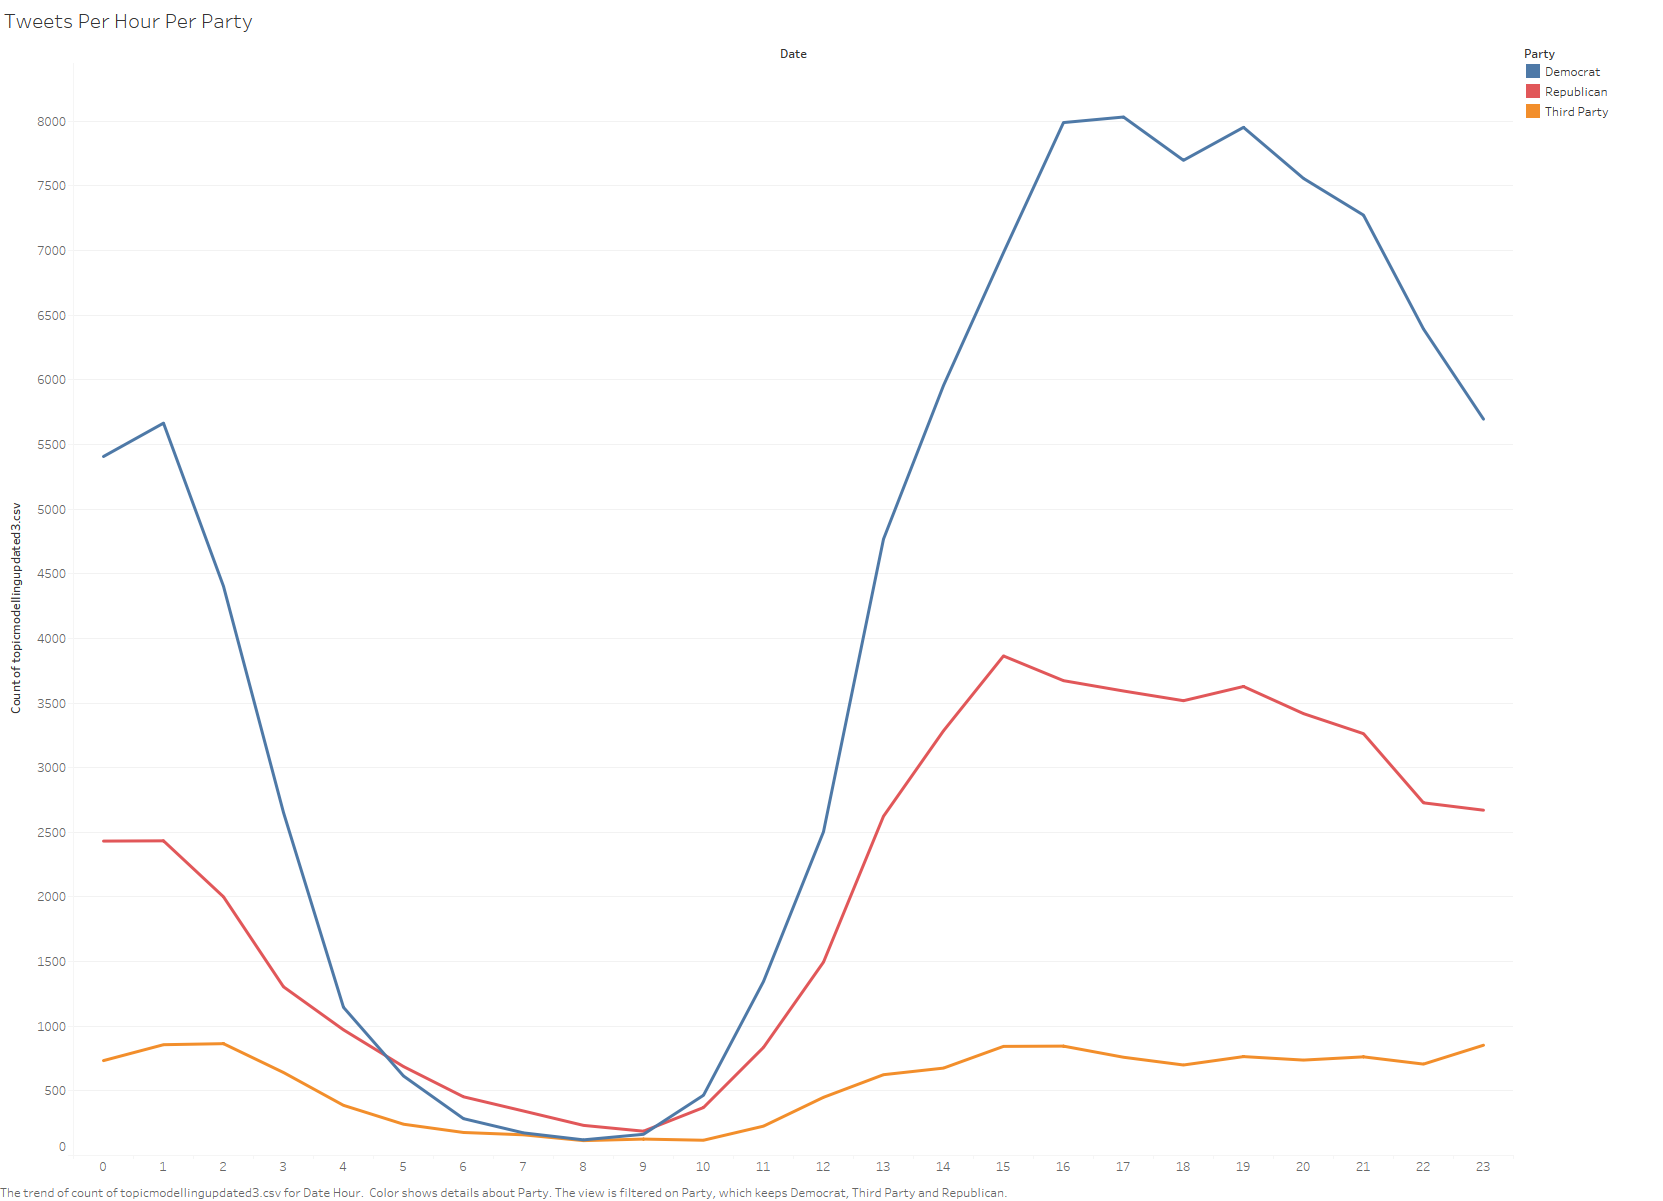 Tweets Per Hour Per Party
Date
Party
Democrat
Republican
Third Party
Count of topicmodellingupdated3.csv
8000
7500
7000
6500
6000
5500
5000
4500
4000
3500
3000
2500
2000
1500
1000
500
0
0 1 2 3 4 5 6 7 8 9 10 11 12 13 14 15 16 17 18 19 20 21 22 23
The trend of count of topicmodellingupdated3.csv for Date Hour.  Color shows details about Party. The view is filtered on Party, which keeps Democrat, Third Party and Republican.